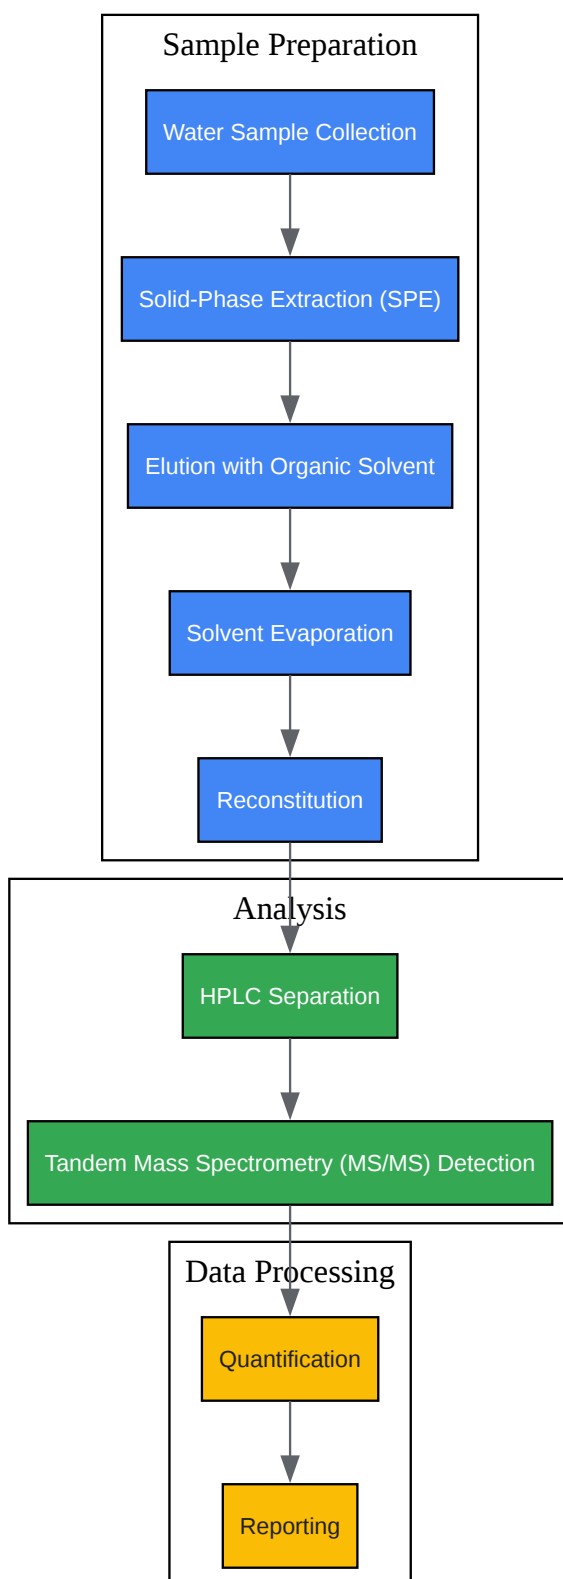 Sample Preparation
Water Sample Collection
Solid-Phase Extraction (SPE)
Elution with Organic Solvent
Solvent Evaporation
Reconstitution
Analysis
HPLC Separation
Tandem Mass Spectrometry (MS/MS) Detection
Data Processing
Quantification
Reporting